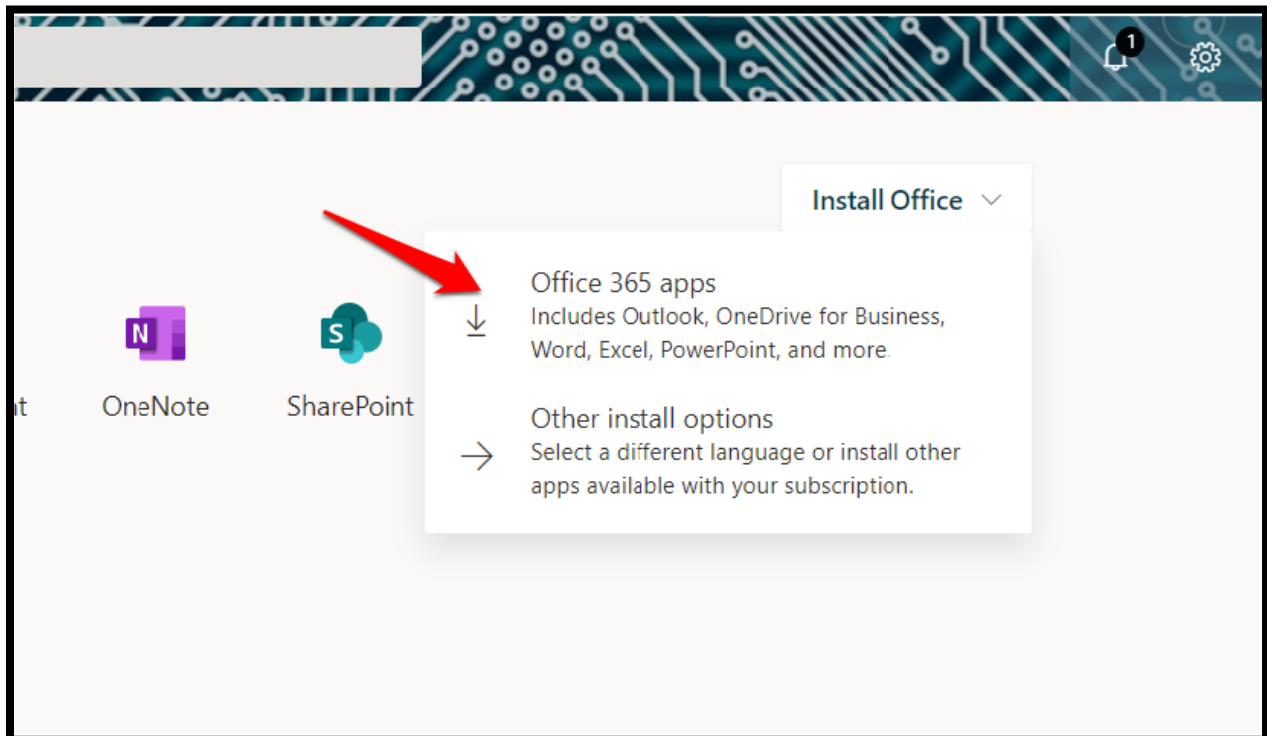 1
Install Office
Office 365 apps
Includes Outlook, OneDrive for Business,
Word, Excel, PowerPoint, and more.
N
S
nt
OneNote
SharePoint
Other install options
Select a different language or install other
apps available with your subscription.